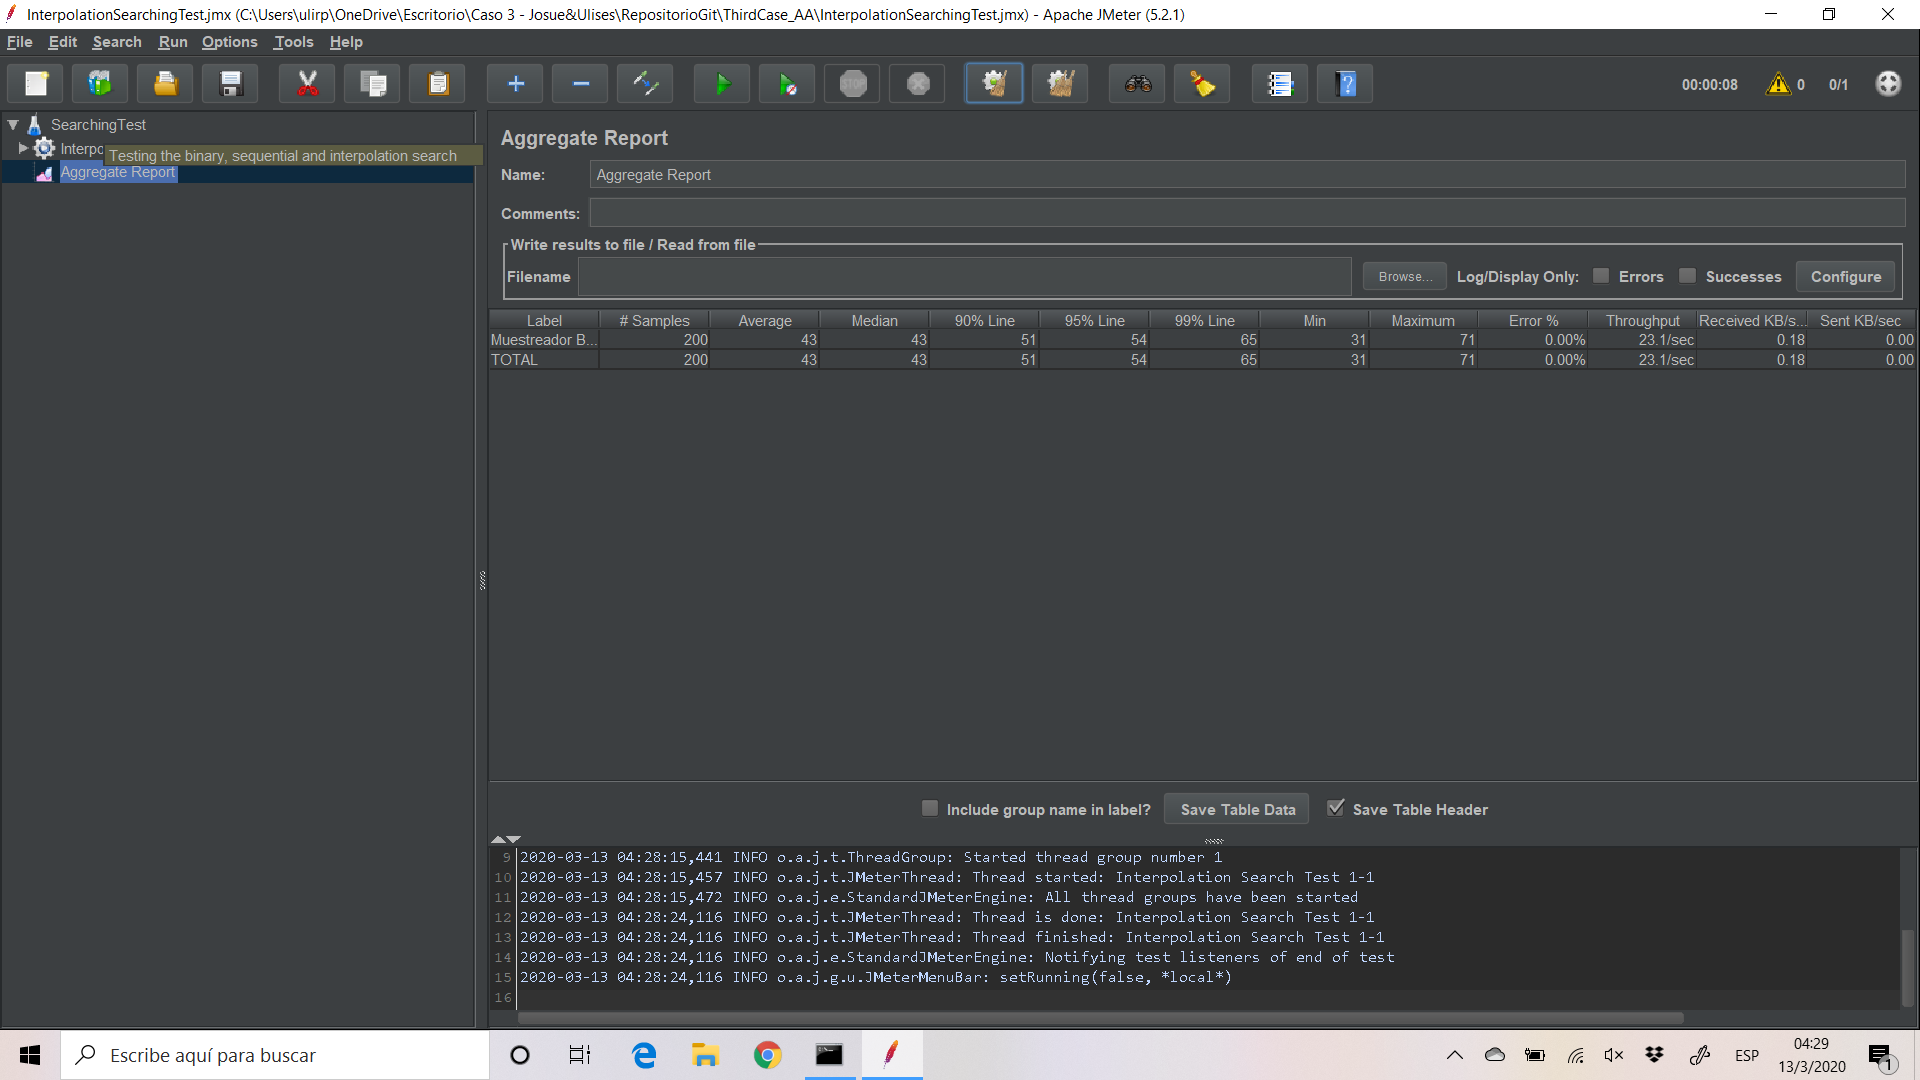 InterpolationSearchingTest.jmx (C:\Users\ulirp\OneDrive\Escritorio\Caso 3 - Josue&Ulises\RepositorioGit\ThirdCase_AA\InterpolationSearchingTest.jmx) - Apache JMeter (5.2.1)
File Edit Search Run Options Tools Help
STOP 00:00:08 0 0/1
SearchingTest
Interpo
Testing the binary, sequential and interpolation search
Aggregate Report
Aggregate Report
Name: Aggregate Report
Comments:
Write results to file / Read from file
Filename Browse... Log/Display Only: Errors Successes Configure
Label # Samples Average Median 90% Line 95% Line 99% Line Min Maximum Error % Throughput Received KB/s... Sent KB/sec
Muestreador B... 200 43 43 51 54 65 31 71 0.00% 23.1/sec 0.18 0.00
TOTAL 200 43 43 51 54 65 31 71 0.00% 23.1/sec 0.18 0.00
Include group name in label? Save Table Data Save Table Header
9 2020-03-13 04:28:15,441 INFO o.a.j.t.ThreadGroup: Started thread group number 1
10 2020-03-13 04:28:15,457 INFO o.a.j.t.JMeterThread: Thread started: Interpolation Search Test 1-1
11 2020-03-13 04:28:15,472 INFO o.a.j.e.StandardJMeterEngine: All thread groups have been started
12 2020-03-13 04:28:24,116 INFO o.a.j.t.JMeterThread: Thread is done: Interpolation Search Test 1-1
13 2020-03-13 04:28:24,116 INFO o.a.j.t.JMeterThread: Thread finished: Interpolation Search Test 1-1
14 2020-03-13 04:28:24,116 INFO o.a.j.e.StandardJMeterEngine: Notifying test listeners of end of test
15 2020-03-13 04:28:24,116 INFO o.a.j.g.u.JMeterMenuBar: setRunning(false, *local*)
16
Escribe aquí para buscar
ESP
04:29
13/3/2020
1